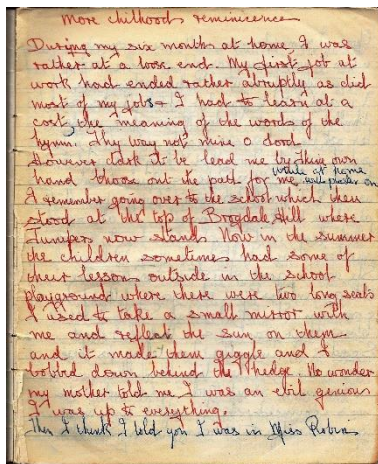 More chilhood reminicences
During my six months at home, I was
rather at a loose end. My first job at
work had ended rather abruptly as did
most of my jobs & I had to learn at a
cost, the meaning of the words of the
hymn. Thy way not mine o Lord
However dark it be lead me by thine own
hand Choose out the path for me while at home
I remember going over to the school which then
stood at the top of Brogdale Hill where
Junipers now stands Now in the summer
the children sometimes had some of
their lessons outside in the school
playground where there were two long seats
I used to take a small mirror with
me and reflect the sun on them
and it made them giggle and I
bobbed down behind the hedge. No wonder
my mother told me I was an evil genious
I was up to everything.
Then I think I told you I was in Miss Robin